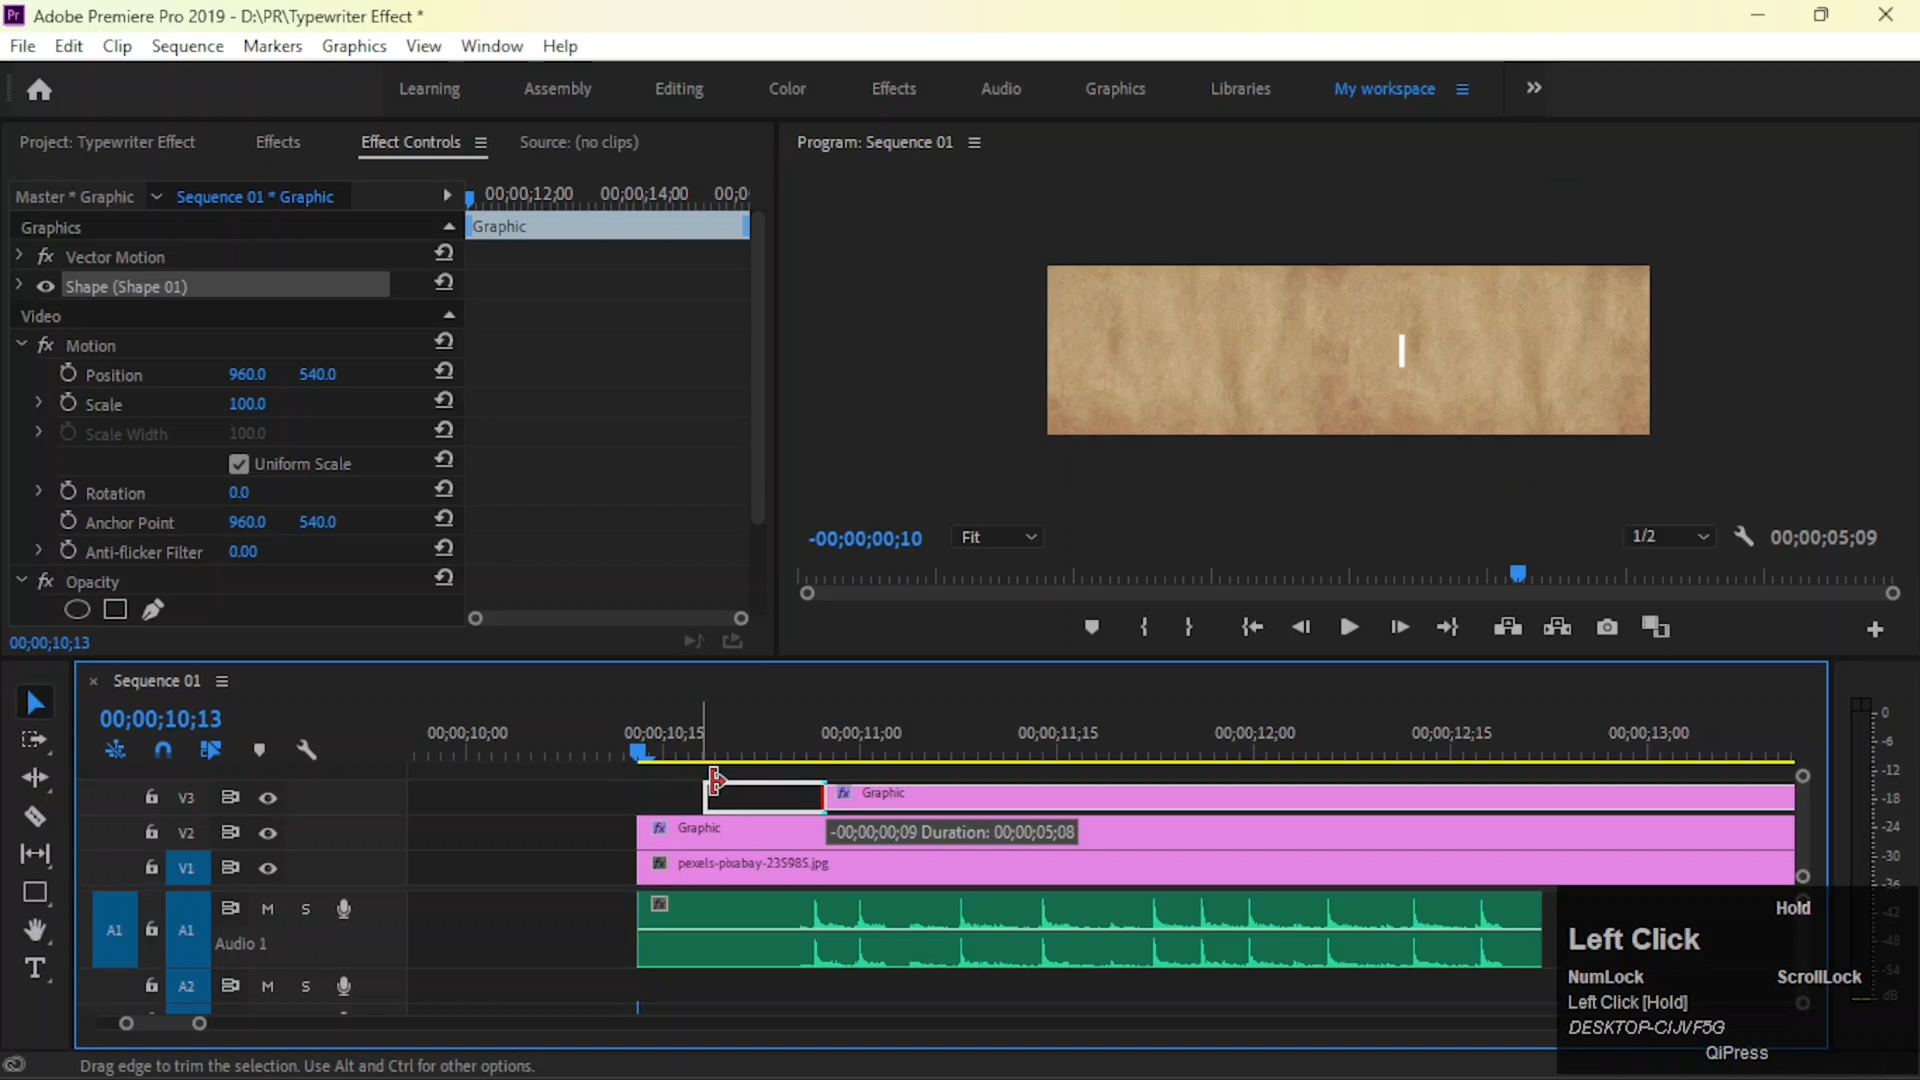 Pr Adobe Premiere Pro 2019 - D:\PR\Typewriter Effect *
File Edit Clip Sequence Markers Graphics View Window Help
Learning Assembly Editing Color Effects Audio Graphics Libraries My workspace
Project: Typewriter Effect Effects Effect Controls Source: (no clips)
Program: Sequence 01
Master * Graphic Sequence 01 * Graphic
00;00;12;00 00;00;14;00 00;0
Graphics
Graphic
fx Vector Motion
Shape (Shape 01)
Video
fx Motion
Position 960.0 540.0
Scale 100.0
Scale Width 100.0
Uniform Scale
Rotation 0.0
Anchor Point 960.0 540.0
Anti-flicker Filter 0.00
fx Opacity
00;00;10;13
-00;00;00;10 Fit 1/2 00;00;05;09
Sequence 01
00;00;10;13
00;00;10;00 00;00;10;15 00;00;11;00 00;00;11;15 00;00;12;00 00;00;12;15 00;00;13;00
V3 fx Graphic
V2 fx Graphic
-00;00;00;09 Duration: 00;00;05;08
V1 fx pexels-pixabay-235985.jpg
A1 A1 M S fx
Audio 1
A2 M S
0
-6
-12
-18
-24
-30
-36
-42
-48
-54
dB
Hold
Left Click
NumLock ScrollLock
Left Click [Hold]
DESKTOP-CIJVF5G
QiPress
Drag edge to trim the selection. Use Alt and Ctrl for other options.